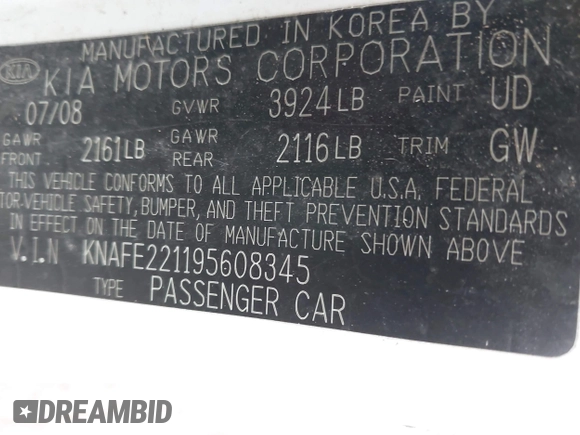 MANUFACTURED IN KOREA BY
KIA KIA MOTORS CORPORATION
07/08 GVWR 3924LB PAINT UD
GAWR FRONT 2161LB GAWR REAR 2116LB TRIM GW
THIS VEHICLE CONFORMS TO ALL APPLICABLE U.S.A. FEDERAL
TOR-VEHICLE SAFETY, BUMPER, AND THEFT PREVENTION STANDARDS
IN EFFECT ON THE DATE OF MANUFACTURE SHOWN ABOVE
V.I.N KNAFE221195608345
TYPE PASSENGER CAR
DREAMBID